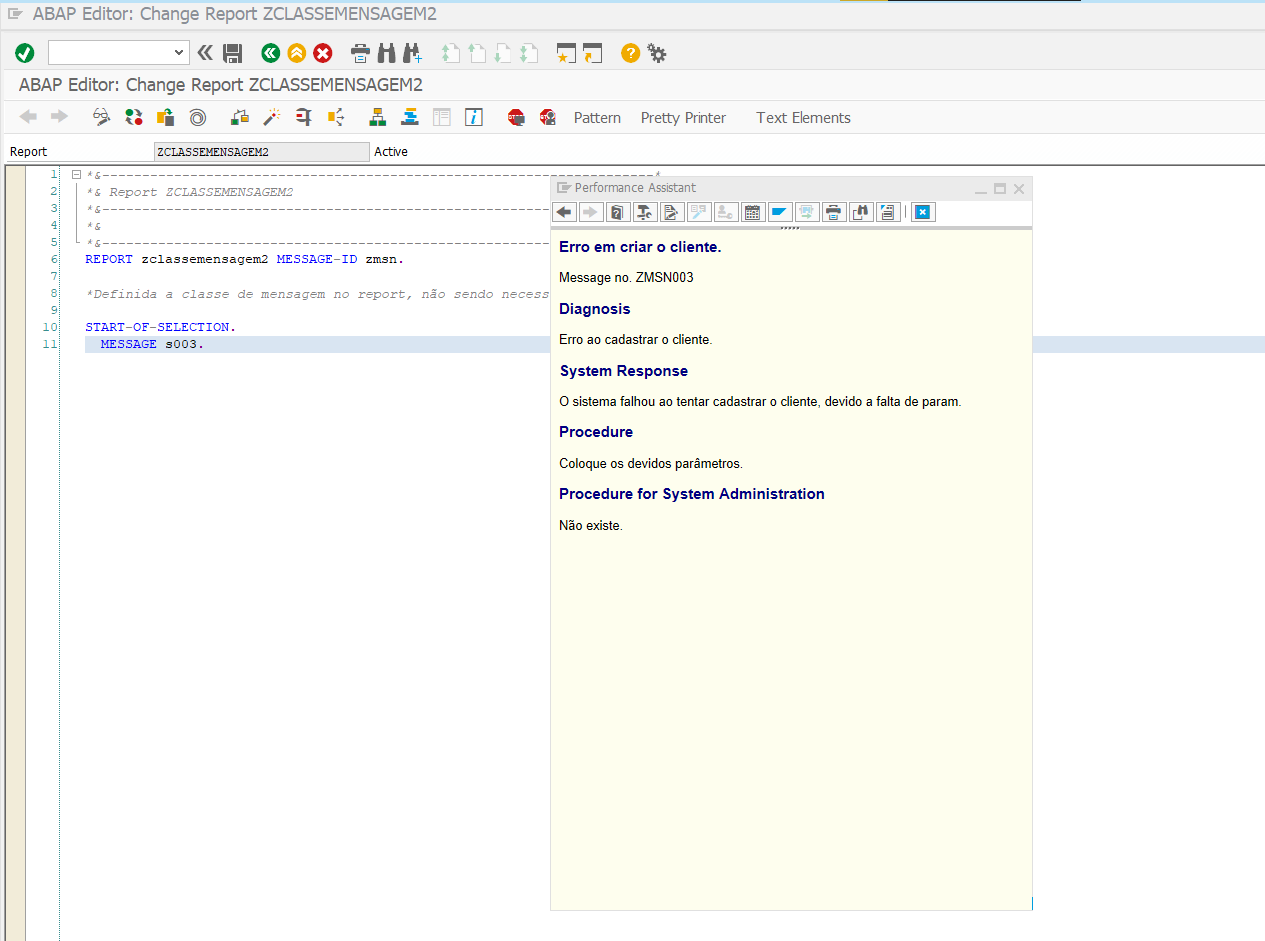 ABAP Editor: Change Report ZCLASSEMENSAGEM2
ABAP Editor: Change Report ZCLASSEMENSAGEM2
Pattern Pretty Printer Text Elements
Report ZCLASSEMENSAGEM2 Active
1 *&---------------------------------------------------------------------*
2 *& Report ZCLASSEMENSAGEM2
3 *&---------------------------------------------------------
4 *&
5 *&---------------------------------------------------------
6 REPORT zclassemensagem2 MESSAGE-ID zmsn.
7
8 *Definida a classe de mensagem no report, não sendo necess
9
10 START-OF-SELECTION.
11 MESSAGE s003.
Performance Assistant
Erro em criar o cliente.
Message no. ZMSN003
Diagnosis
Erro ao cadastrar o cliente.
System Response
O sistema falhou ao tentar cadastrar o cliente, devido a falta de param.
Procedure
Coloque os devidos parâmetros.
Procedure for System Administration
Não existe.